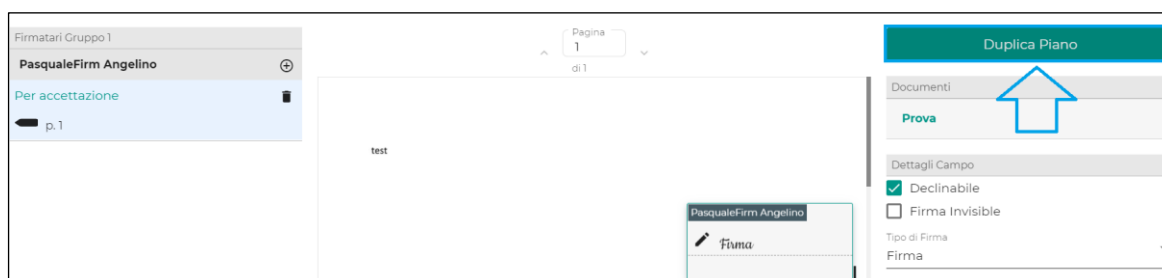 Firmatari Gruppo 1
PasqualeFirm Angelino
Per accettazione
p. 1
Pagina
1
di 1
test
PasqualeFirm Angelino
Firma
Duplica Piano
Documenti
Prova
Dettagli Campo
Declinabile
Firma Invisible
Tipo di Firma
Firma